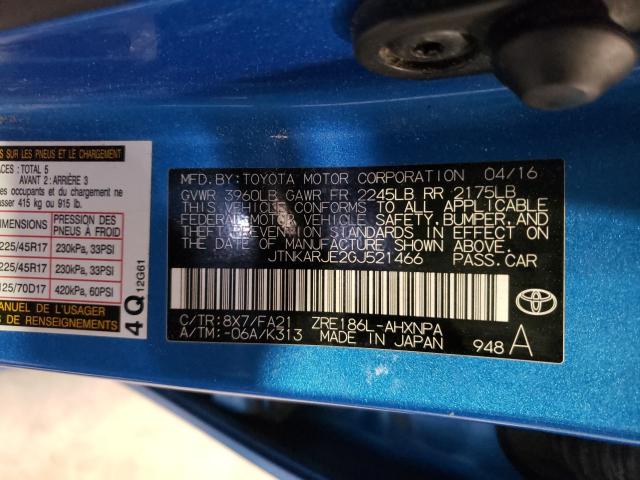 S SUR LES PNEUS ET LE CHARGEMENT
ACES : TOTAL 5
AVANT 2 : ARRIÈRE 3
es occupants et du chargement ne
asser 415 kg ou 915 lb.
DIMENSIONS PRESSION DES PNEUS À FROID
225/45R17 230kPa, 33PSI
225/45R17 230kPa, 33PSI
125/70D17 420kPa, 60PSI
ANUEL DE L'USAGER
DE RENSEIGNEMENTS
4Q 12G61
MFD.BY:TOYOTA MOTOR CORPORATION 04/16
GVWR 3960LB GAWR FR 2245LB RR 2175LB
THIS VEHICLE CONFORMS TO ALL APPLICABLE
FEDERAL MOTOR VEHICLE SAFETY, BUMPER, AND
THEFT PREVENTION STANDARDS IN EFFECT ON
THE DATE OF MANUFACTURE SHOWN ABOVE.
JTNKARJE2GJ521466 PASS.CAR
C/TR:8X7/FA21 ZRE186L-AHXNPA
A/TM:-06A/K313 MADE IN JAPAN 948 A
TOYOTA